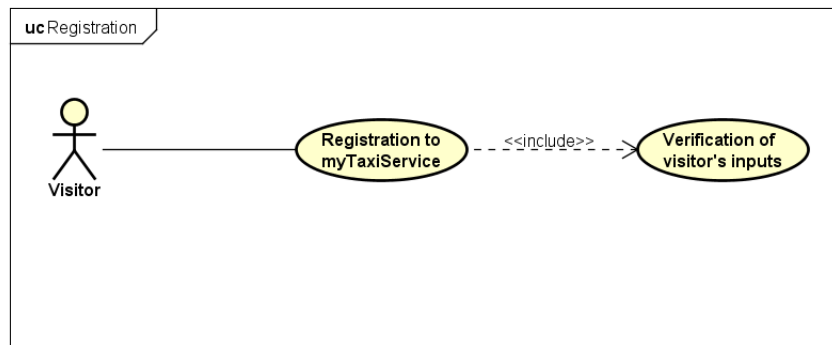 uc Registration
Registration to
myTaxiService
<<include>>
Verification of
visitor's inputs
Visitor